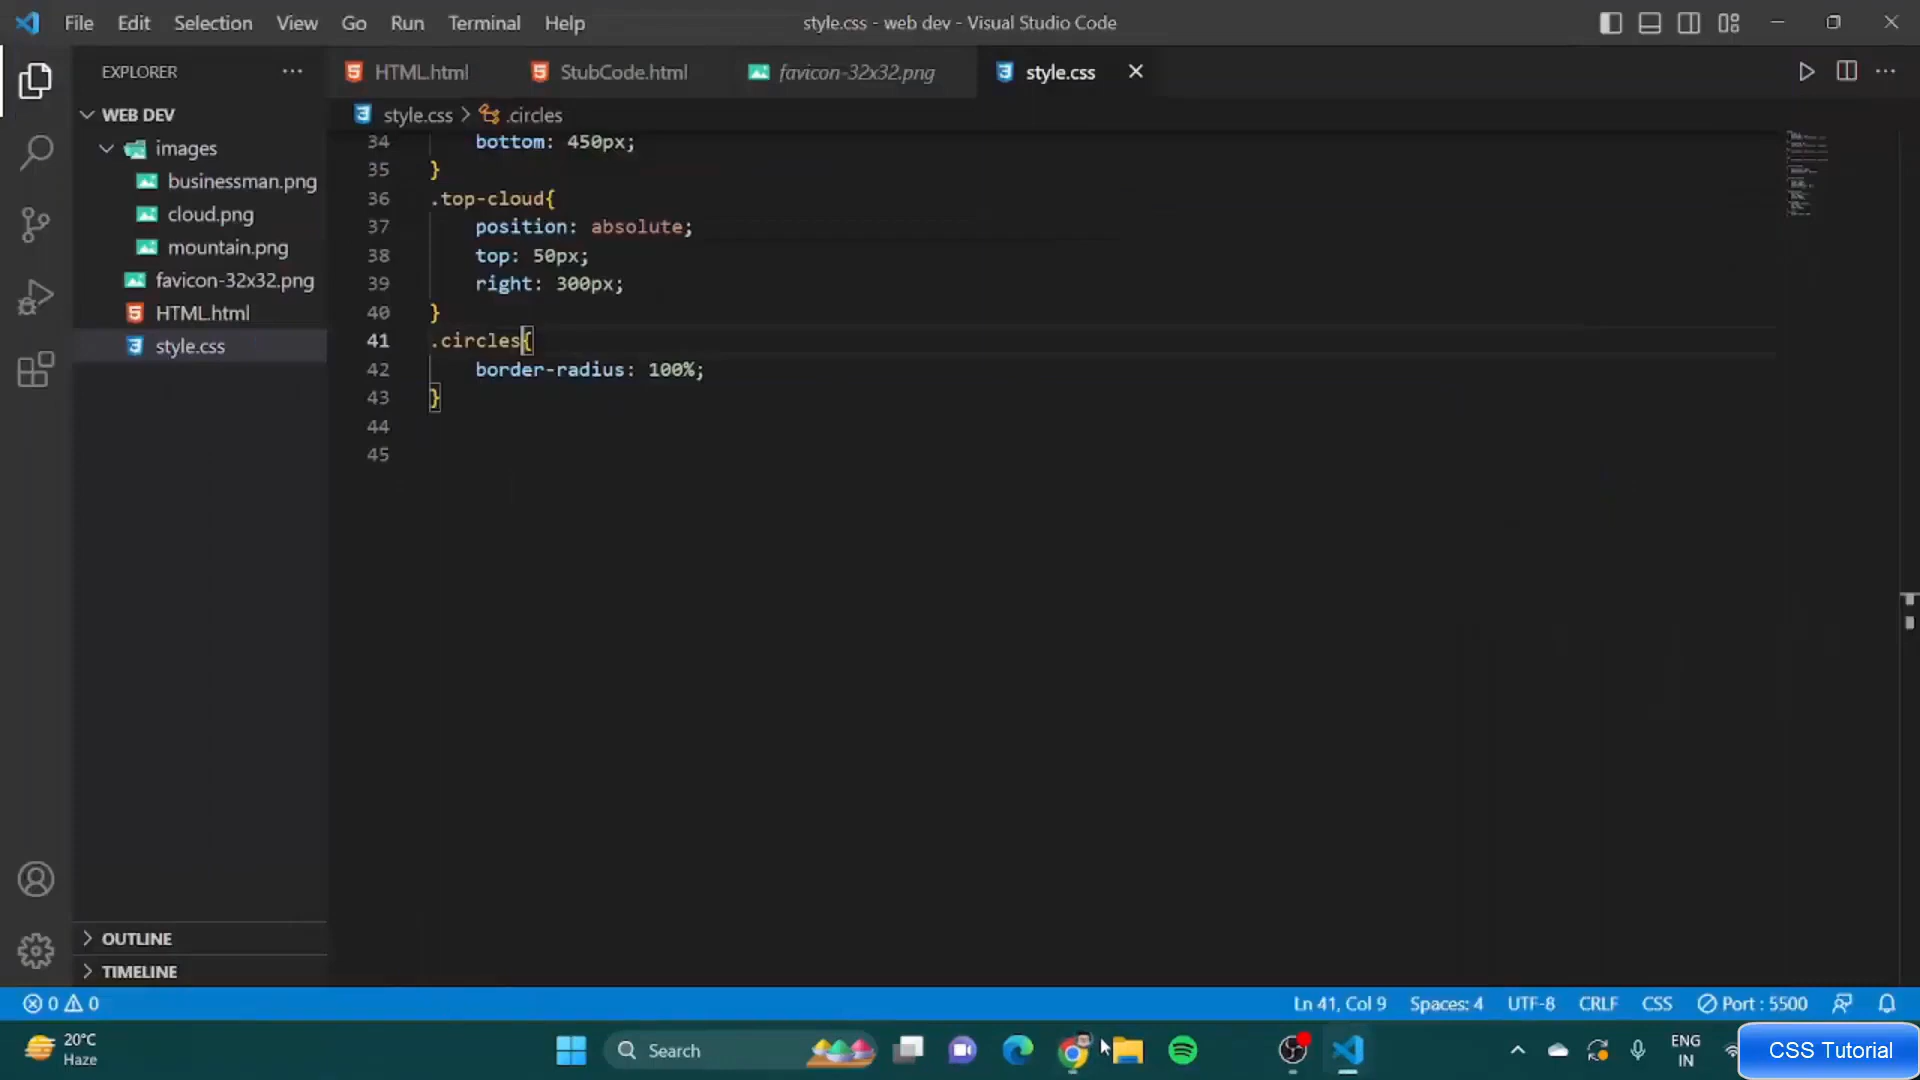 File Edit Selection View Go Run Terminal Help style.css - web dev - Visual Studio Code
EXPLORER HTML.html StubCode.html favicon-32x32.png style.css
WEB DEV style.css > .circles
images
businessman.png
cloud.png
mountain.png
favicon-32x32.png
HTML.html
style.css
34 bottom: 450px;
35 }
36 .top-cloud{
37 position: absolute;
38 top: 50px;
39 right: 300px;
40 }
41 .circles{
42 border-radius: 100%;
43 }
44
45
OUTLINE
TIMELINE
0 0 Ln 41, Col 9 Spaces: 4 UTF-8 CRLF CSS Port : 5500
20°C
Haze
Search
ENG
IN
CSS Tutorial